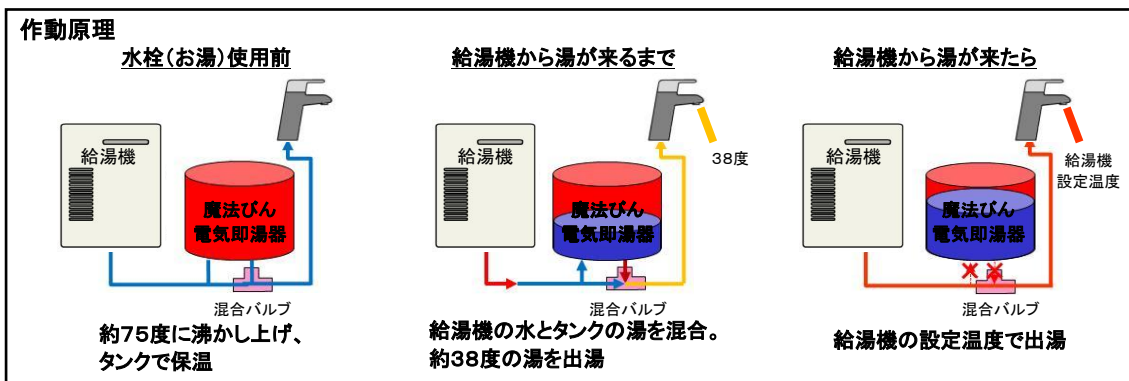 作動原理
水栓(お湯)使用前
給湯機
魔法びん
電気即湯器
混合バルブ
約75度に沸かし上げ、
タンクで保温
給湯機から湯が来るまで
給湯機
38度
魔法びん
電気即湯器
混合バルブ
給湯機の水とタンクの湯を混合。
約38度の湯を出湯
給湯機から湯が来たら
給湯機
給湯機
設定温度
魔法びん
電気即湯器
混合バルブ
給湯機の設定温度で出湯